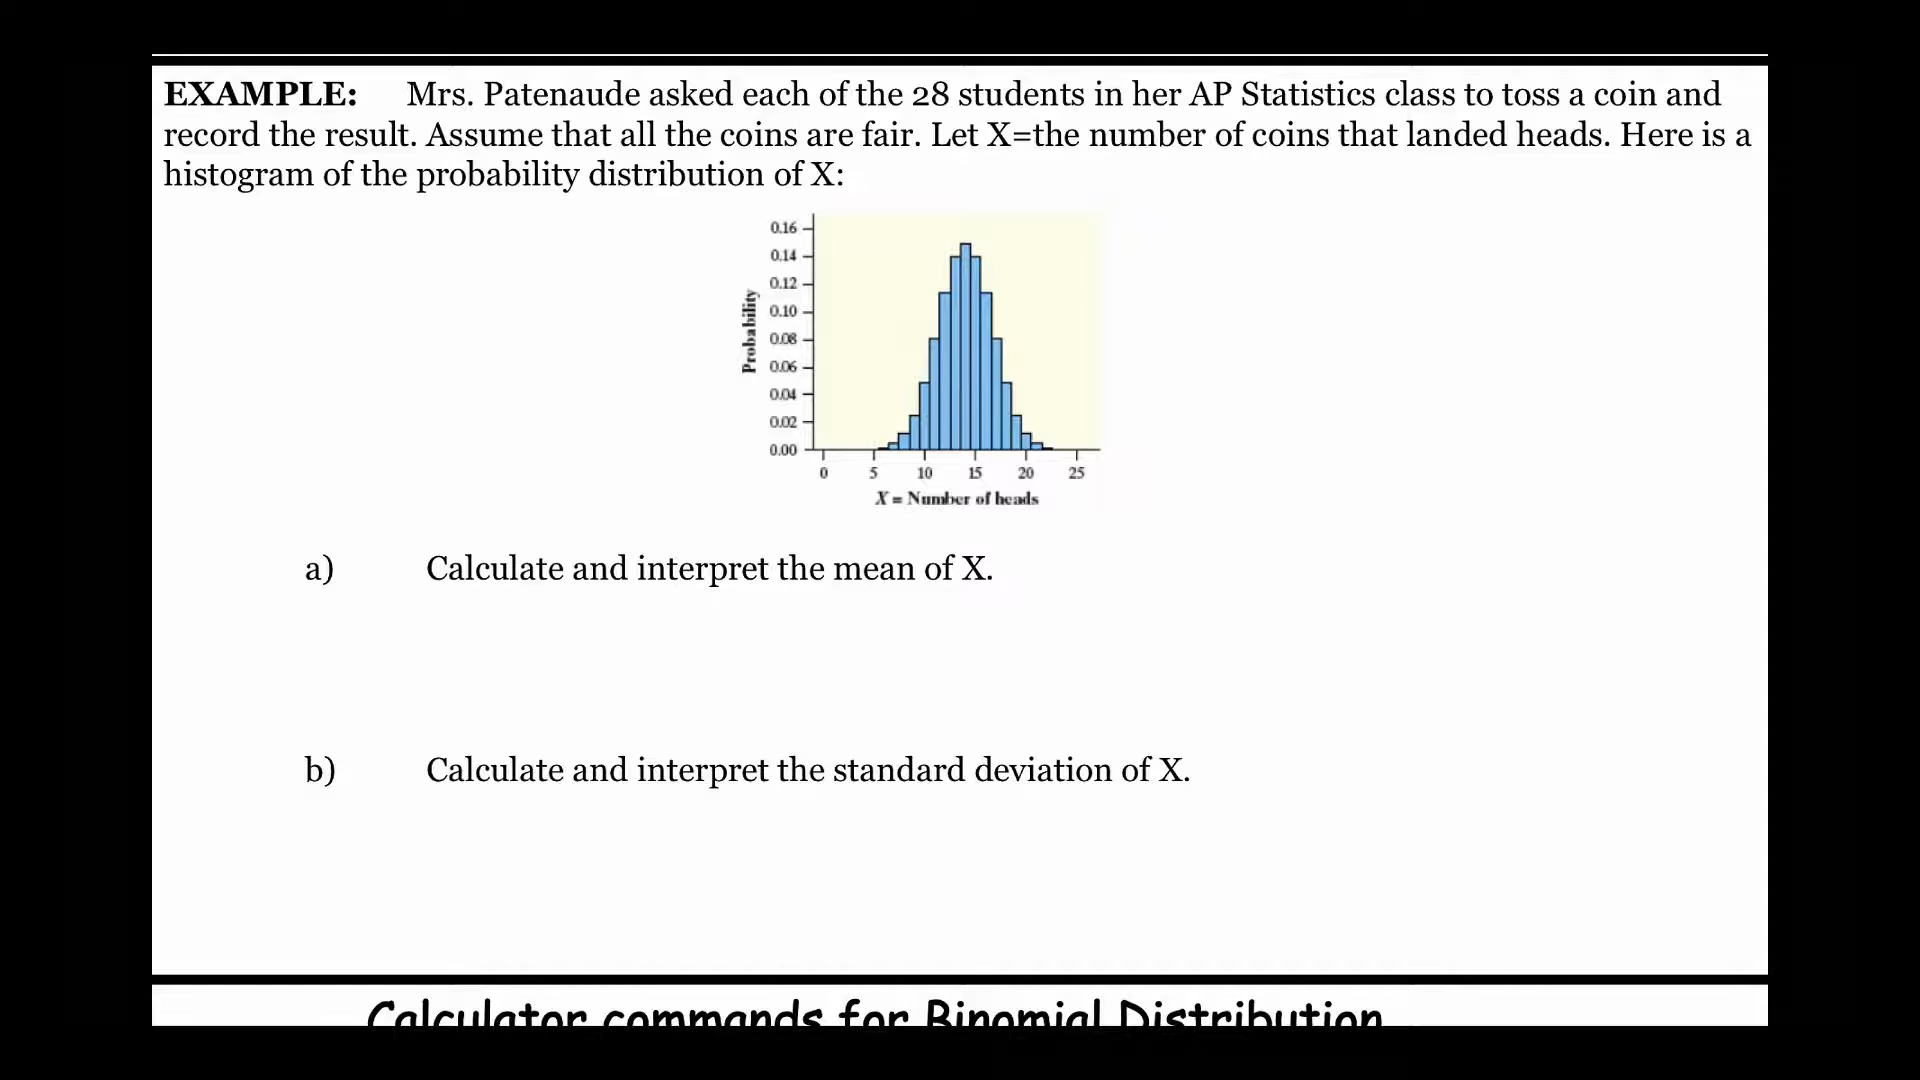 EXAMPLE: Mrs. Patenaude asked each of the 28 students in her AP Statistics class to toss a coin and
record the result. Assume that all the coins are fair. Let X=the number of coins that landed heads. Here is a
histogram of the probability distribution of X:
0.16
0.14
0.12
0.10
0.08
0.06
0.04
0.02
0.00
Probability
0 5 10 15 20 25
X = Number of heads
a) Calculate and interpret the mean of X.
b) Calculate and interpret the standard deviation of X.
Calculator commands for Binomial Distribution